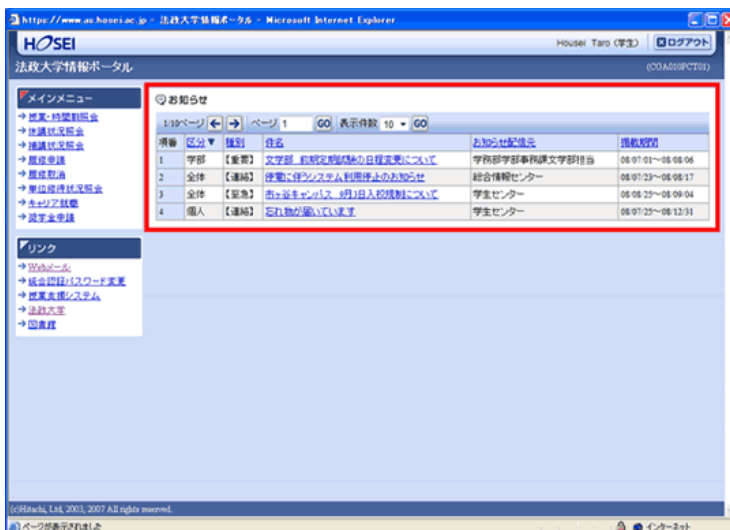 https://www.as.hosei.ac.jp - 法政大学情報ポータル - Microsoft Internet Explorer
HOSEI
Housei Taro (学生)
ログアウト
法政大学情報ポータル
(COA010PCT01)
メインメニュー
授業・時間割照会
休講状況照会
補講状況照会
履修申請
履修取消
単位修得状況照会
キャリア就職
奨学金申請
リンク
Webメール
統合認証パスワード変更
授業支援システム
法政大学
図書館
お知らせ
1/10ページ ページ 1 GO 表示件数 10 GO
項番 区分▼ 種別 件名 お知らせ配信元 掲載期間
1 学部 【重要】 文学部 前期定期試験の日程変更について 学務部学部事務課文学部担当 08/07/01～08/08/06
2 全体 【連絡】 停電に伴うシステム利用停止のお知らせ 総合情報センター 08/07/23～08/08/17
3 全体 【至急】 市ヶ谷キャンパス 9月3日入校規制について 学生センター 08/08/25～08/09/04
4 個人 【連絡】 忘れ物が届いています 学生センター 08/07/25～08/12/31
(c)Hitachi, Ltd, 2003, 2007 All rights reserved.
ページが表示されました
インターネット